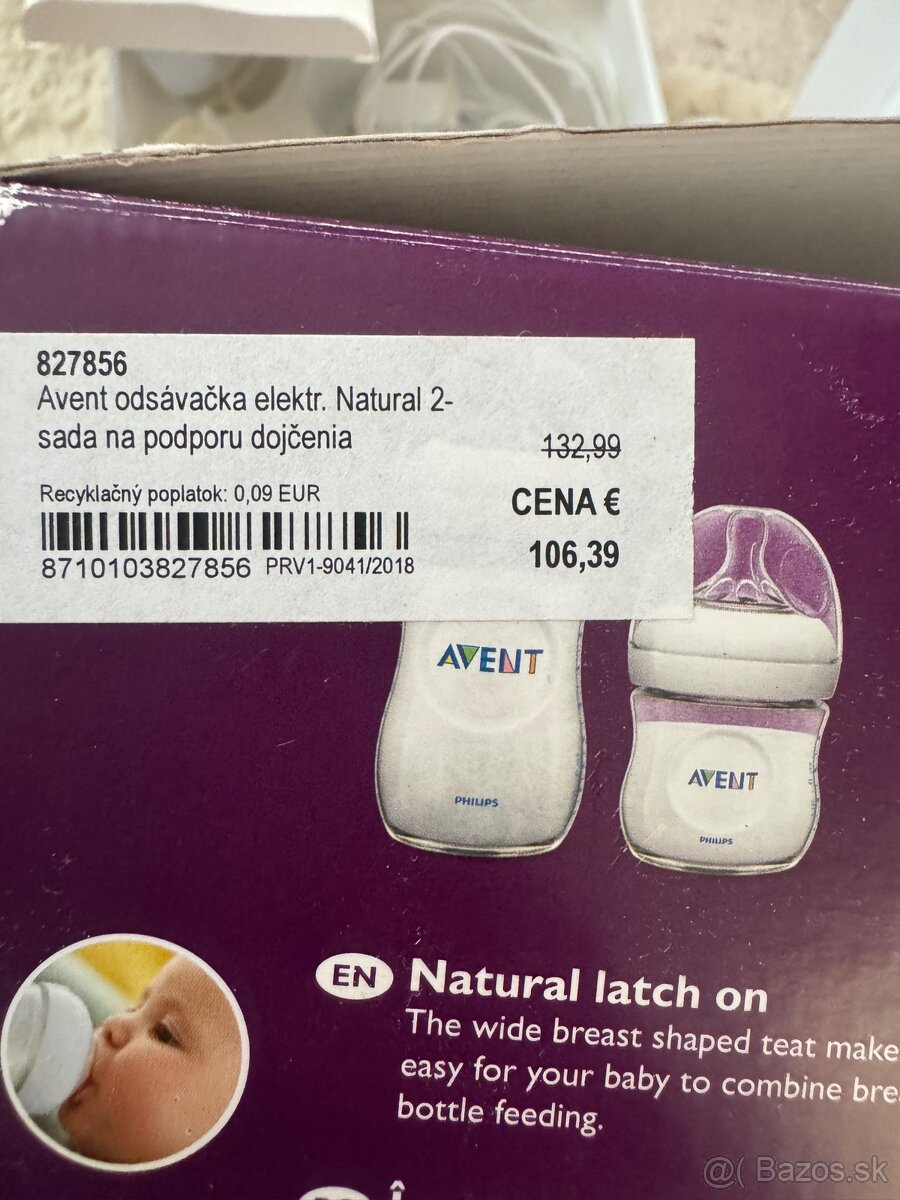 827856
Avent odsávačka elektr. Natural 2-
sada na podporu dojčenia
132,99
Recyklačný poplatok: 0,09 EUR
CENA €
8710103827856 PRV1-9041/2018
106,39
AVENT
PHILIPS
AVENT
PHILIPS
EN Natural latch on
The wide breast shaped teat make
easy for your baby to combine brea
bottle feeding.
@( Bazos.sk